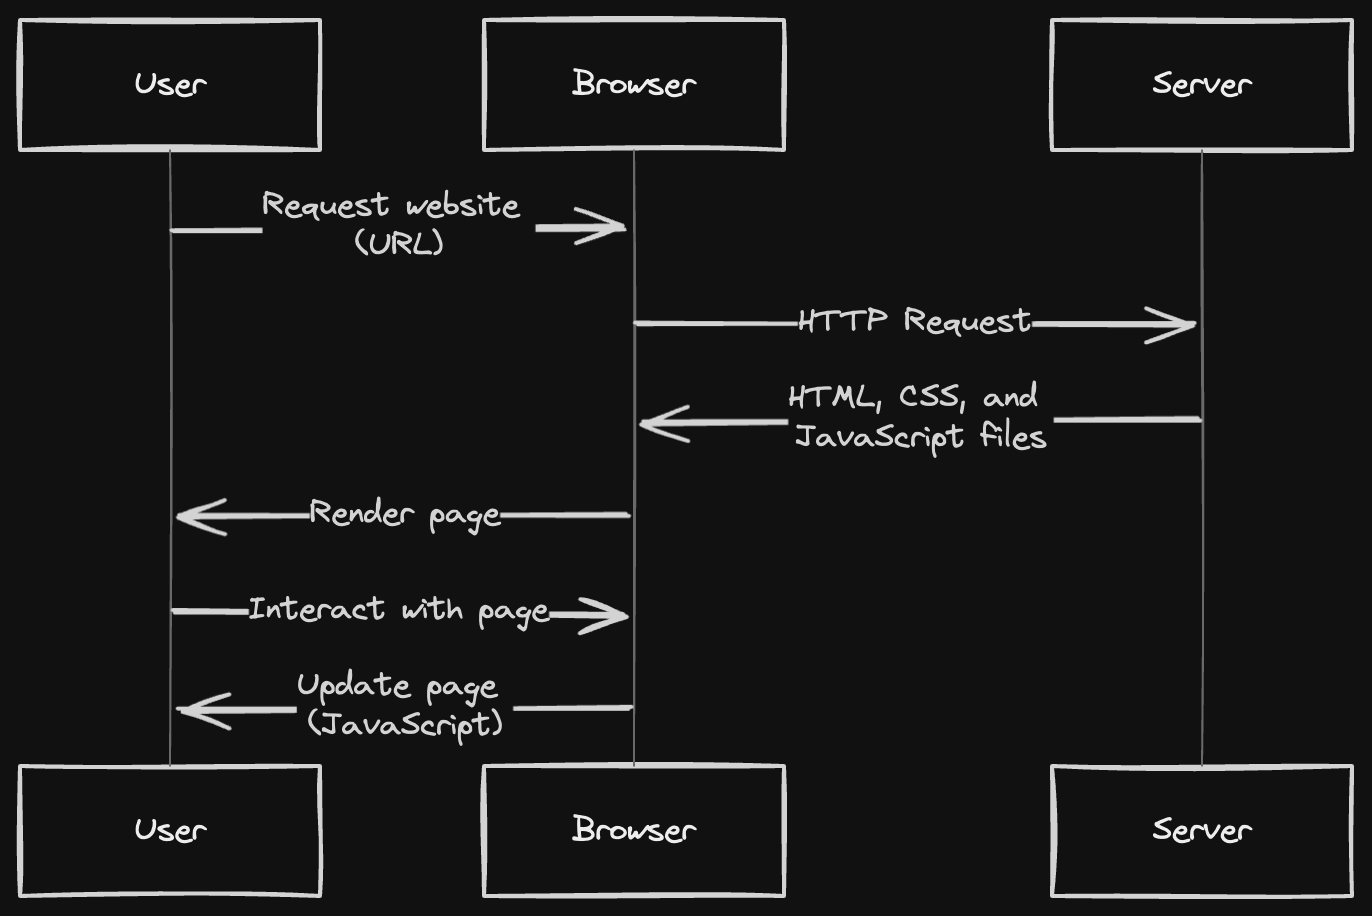 User
Browser
Server
Request website
(URL)
HTTP Request
HTML, CSS, and
JavaScript files
Render page
Interact with page
Update page
(JavaScript)
User
Browser
Server